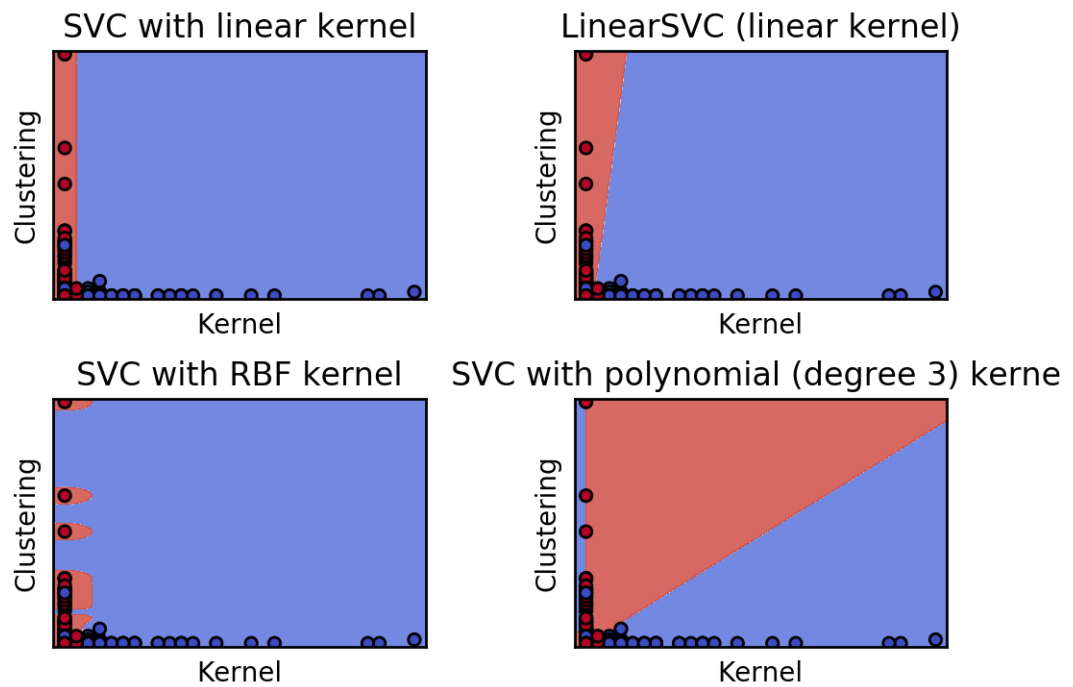 SVC with linear kernel
LinearSVC (linear kernel)
Clustering
Clustering
Kernel
Kernel
SVC with RBF kernel
SVC with polynomial (degree 3) kerne
Clustering
Clustering
Kernel
Kernel